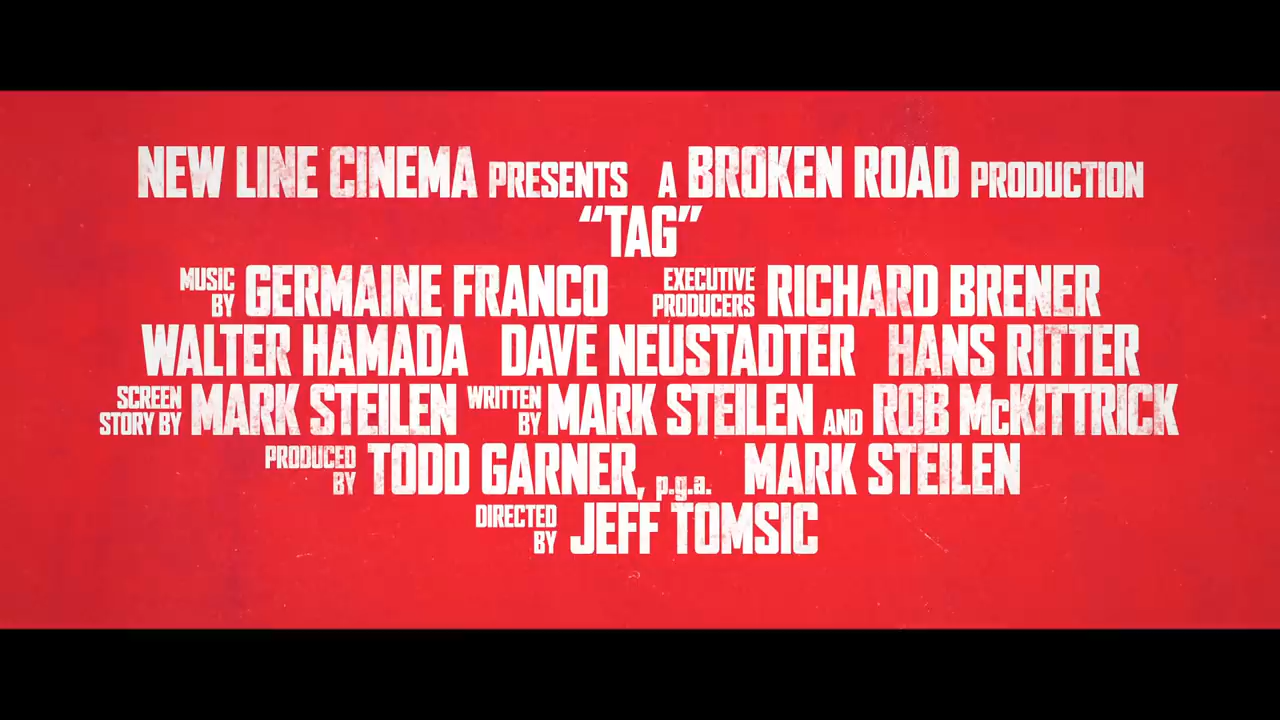 NEW LINE CINEMA PRESENTS A BROKEN ROAD PRODUCTION
“TAG”
MUSIC BY GERMAINE FRANCO EXECUTIVE PRODUCERS RICHARD BRENER
WALTER HAMADA DAVE NEUSTADTER HANS RITTER
SCREEN STORY BY MARK STEILEN WRITTEN BY MARK STEILEN AND ROB McKITTRICK
PRODUCED BY TODD GARNER, p.g.a. MARK STEILEN
DIRECTED BY JEFF TOMSIC